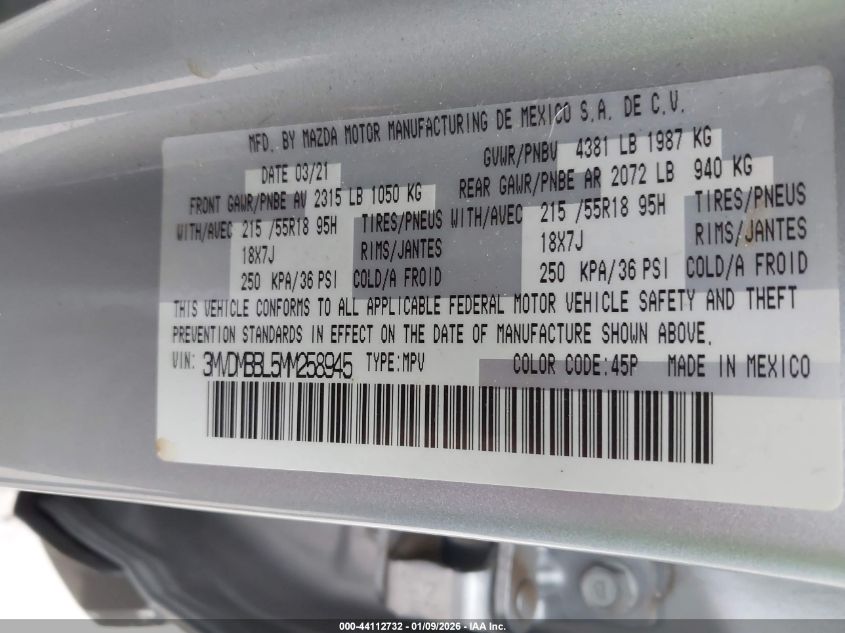 MFD. BY MAZDA MOTOR MANUFACTURING DE MEXICO S.A. DE C.V.
DATE 03/21 GVWR/PNBV 4381 LB 1987 KG
FRONT GAWR/PNBE AV 2315 LB 1050 KG REAR GAWR/PNBE AR 2072 LB 940 KG
WITH/AVEC 215 /55R18 95H TIRES/PNEUS WITH/AVEC 215 /55R18 95H TIRES/PNEUS
18X7J RIMS/JANTES 18X7J RIMS/JANTES
250 KPA/36 PSI COLD/A FROID 250 KPA/36 PSI COLD/A FROID
THIS VEHICLE CONFORMS TO ALL APPLICABLE FEDERAL MOTOR VEHICLE SAFETY AND THEFT
PREVENTION STANDARDS IN EFFECT ON THE DATE OF MANUFACTURE SHOWN ABOVE.
VIN: 3MVDMBBL5MM258945 TYPE:MPV COLOR CODE:45P MADE IN MEXICO
000-44112732 - 01/09/2026 - IAA Inc.